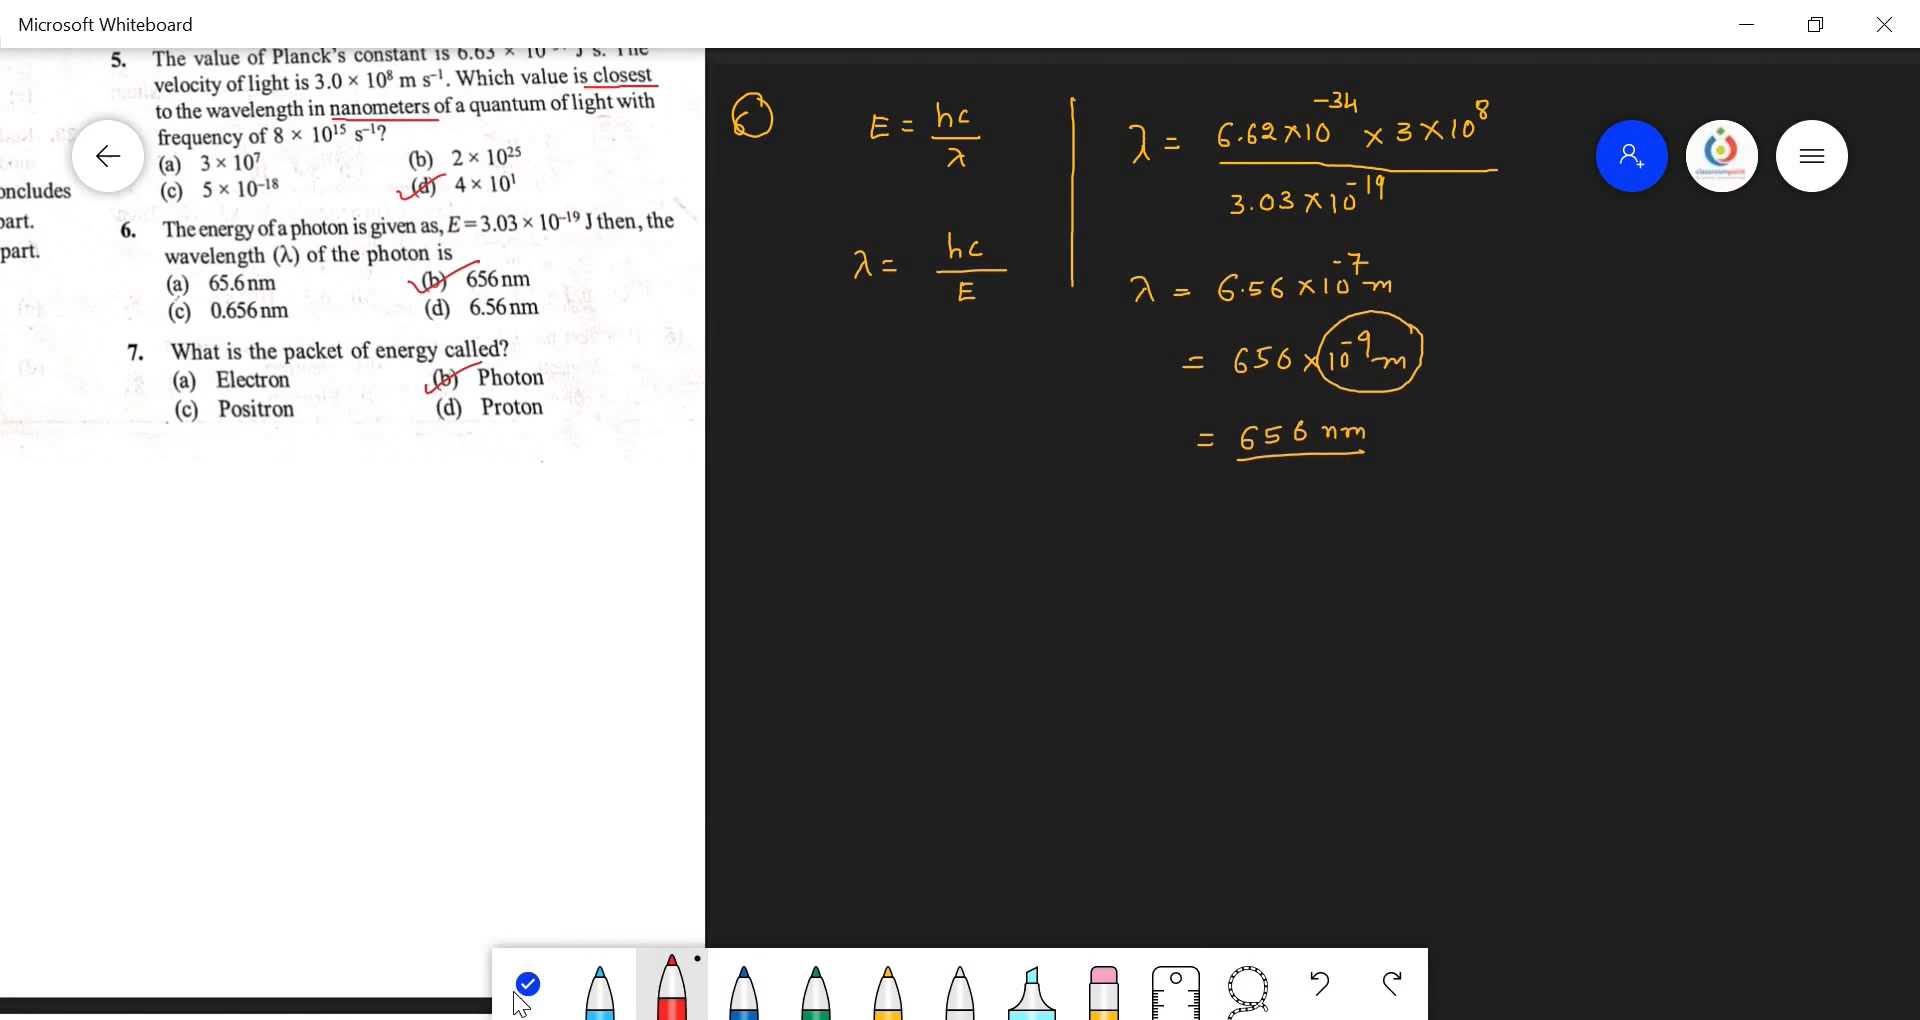 Microsoft Whiteboard
5. The value of Planck's constant is 6.63 × 10 J s. The
velocity of light is 3.0 × 10⁸ m s⁻¹. Which value is closest
to the wavelength in nanometers of a quantum of light with
frequency of 8 × 10¹⁵ s⁻¹?
(a) 3 × 10⁷ (b) 2 × 10²⁵
(c) 5 × 10⁻¹⁸ (d) 4 × 10¹
oncludes
part.
part.
6. The energy of a photon is given as, E = 3.03 × 10⁻¹⁹ J then, the
wavelength (λ) of the photon is
(a) 65.6 nm (b) 656 nm
(c) 0.656 nm (d) 6.56 nm
7. What is the packet of energy called?
(a) Electron (b) Photon
(c) Positron (d) Proton
6
E = hc / λ
λ = hc / E
λ = 6.62 × 10⁻³⁴ × 3 × 10⁸ / 3.03 × 10⁻¹⁹
λ = 6.56 × 10⁻⁷ m
= 656 × 10⁻⁹ m
= 656 nm